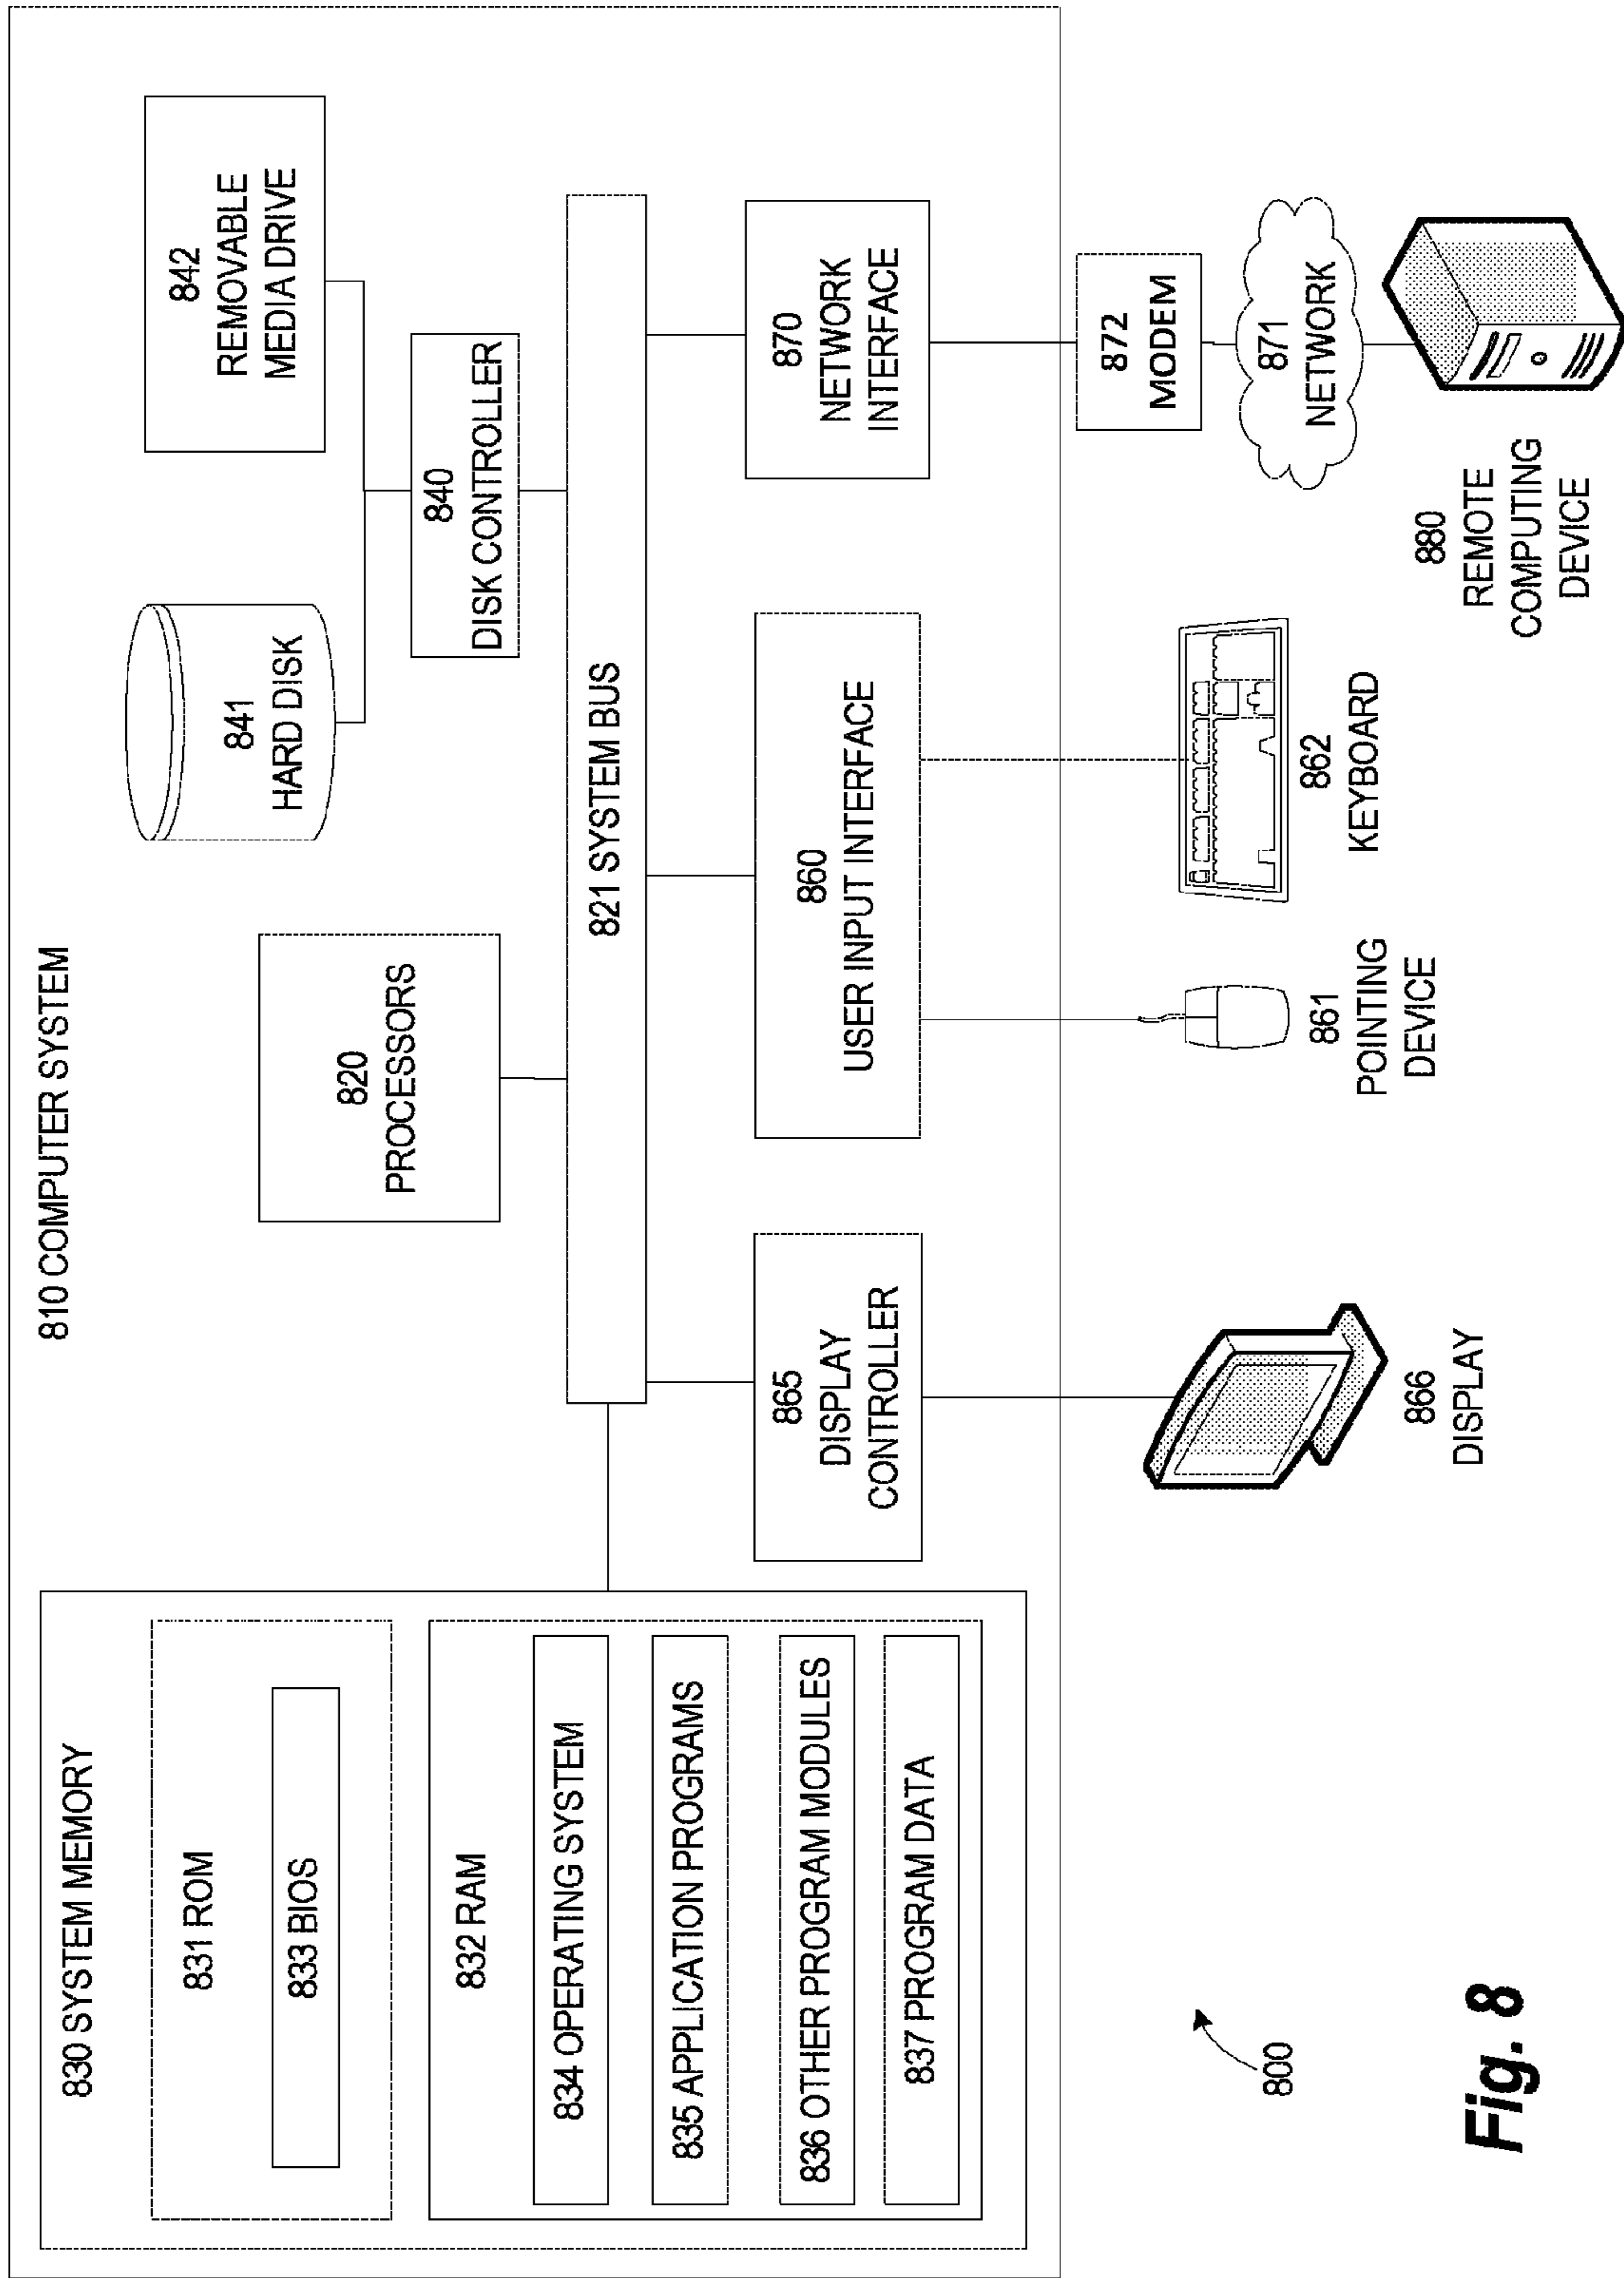 810 COMPUTER SYSTEM
830 SYSTEM MEMORY
831 ROM
833 BIOS
832 RAM
834 OPERATING SYSTEM
835 APPLICATION PROGRAMS
836 OTHER PROGRAM MODULES
837 PROGRAM DATA
820
PROCESSORS
841
HARD DISK
842
REMOVABLE
MEDIA DRIVE
840
DISK CONTROLLER
821 SYSTEM BUS
865
DISPLAY
CONTROLLER
860
USER INPUT INTERFACE
870
NETWORK
INTERFACE
872
MODEM
871
NETWORK
866
DISPLAY
861
POINTING
DEVICE
862
KEYBOARD
880
REMOTE
COMPUTING
DEVICE
800
Fig. 8